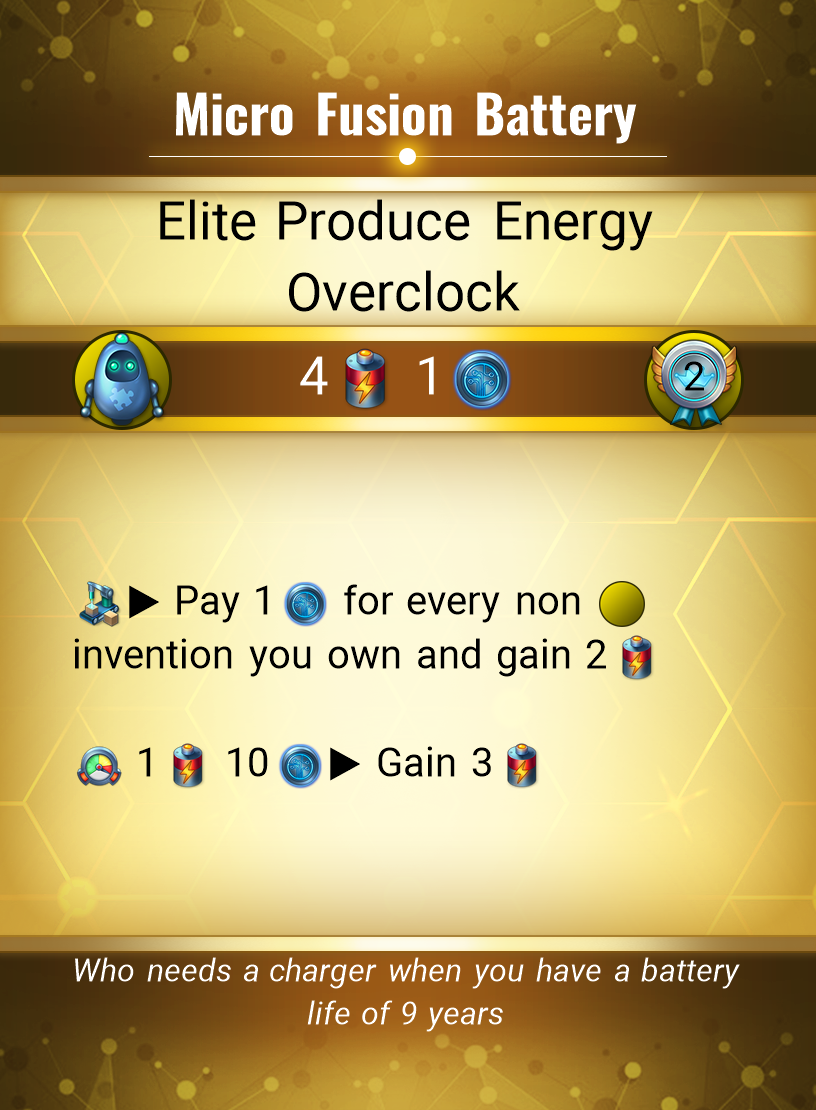 Micro Fusion Battery
Elite Produce Energy
Overclock
4 1 2
Pay 1 for every non
invention you own and gain 2
1 10 Gain 3
Who needs a charger when you have a battery
life of 9 years